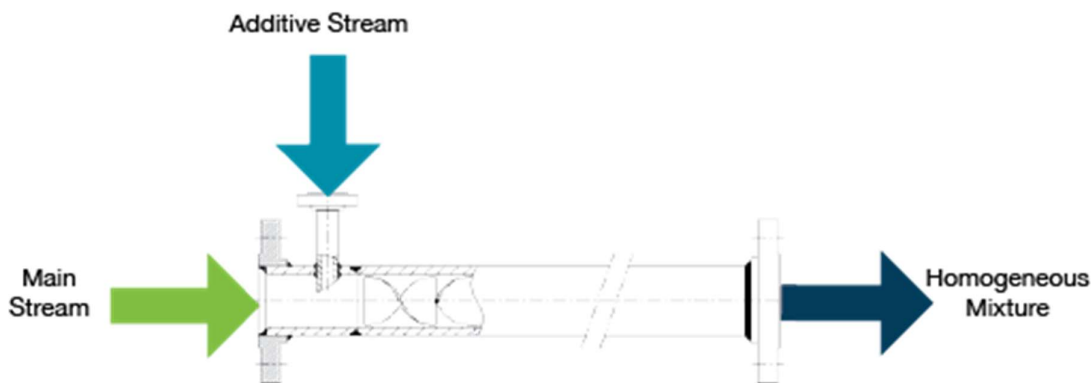 Additive Stream
Main
Stream
Homogeneous
Mixture